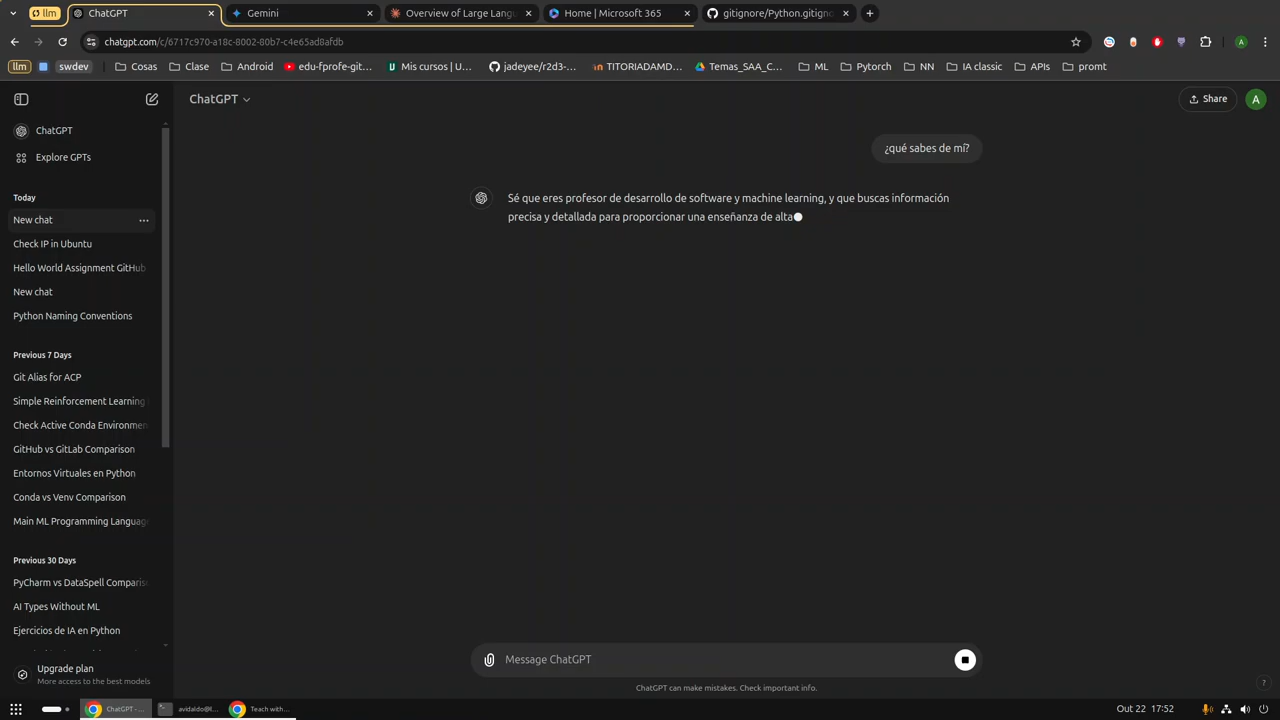 llm
ChatGPT
Gemini
Overview of Large Langu
Home | Microsoft 365
gitignore/Python.gitigno
chatgpt.com/c/6717c970-a18c-8002-80b7-c4e65ad8afdb
A
llm
swdev
Cosas
Clase
Android
edu-fprofe-git...
Mis cursos | U...
jadeyee/r2d3-...
TITORIADAMD...
Temas_SAA_C...
ML
Pytorch
NN
IA classic
APIs
promt
ChatGPT
Share
A
ChatGPT
Explore GPTs
Today
New chat
Check IP in Ubuntu
Hello World Assignment GitHub
New chat
Python Naming Conventions
Previous 7 Days
Git Alias for ACP
Simple Reinforcement Learning
Check Active Conda Environmen
GitHub vs GitLab Comparison
Entornos Virtuales en Python
Conda vs Venv Comparison
Main ML Programming Languag
Previous 30 Days
PyCharm vs DataSpell Compariso
AI Types Without ML
Ejercicios de IA en Python
Upgrade plan
More access to the best models
¿qué sabes de mí?
Sé que eres profesor de desarrollo de software y machine learning, y que buscas información
precisa y detallada para proporcionar una enseñanza de alta
Message ChatGPT
ChatGPT can make mistakes. Check important info.
?
ChatGPT - ...
avidaldo@l...
Teach with...
Out 22 17:52